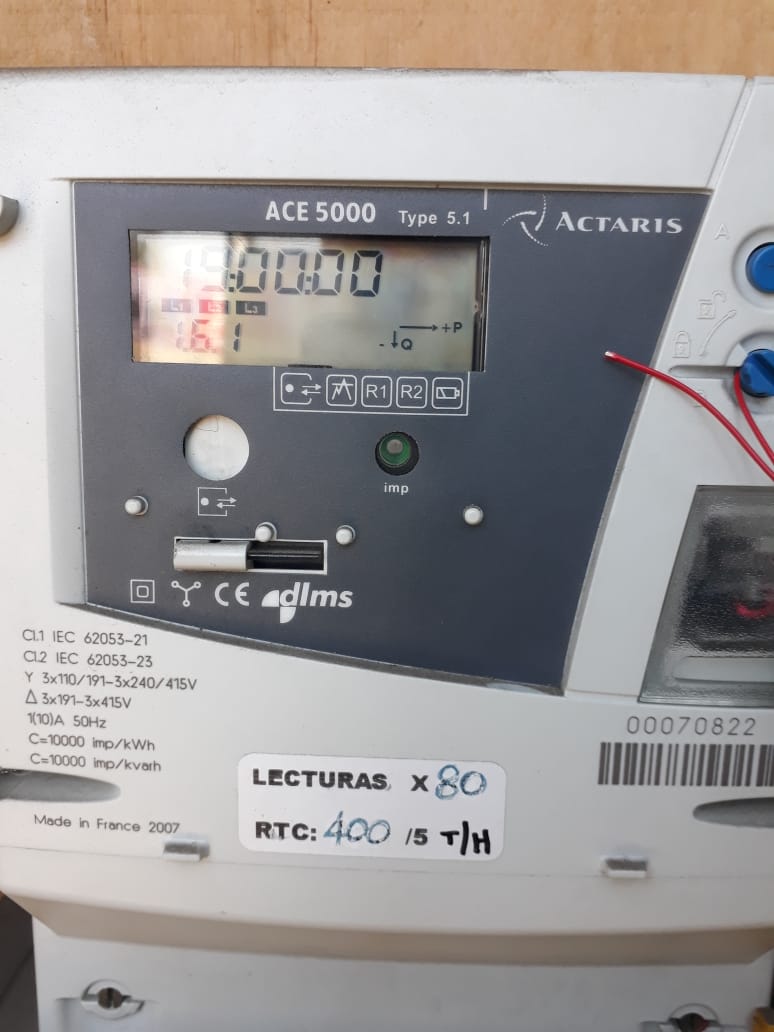 ACE 5000 Type 5.1 ACTARIS
19:00:00
L1 L2 L3
1.6.1
+P
-Q
R1 R2
imp
CE dlms
Cl.1 IEC 62053-21
Cl.2 IEC 62053-23
Y 3x110/191-3x240/415V
Δ 3x191-3x415V
1(10)A 50Hz
C=10000 imp/kWh
C=10000 imp/kvarh
Made in France 2007
A
00070822
LECTURAS X 80
RTC: 400 /5 T/H